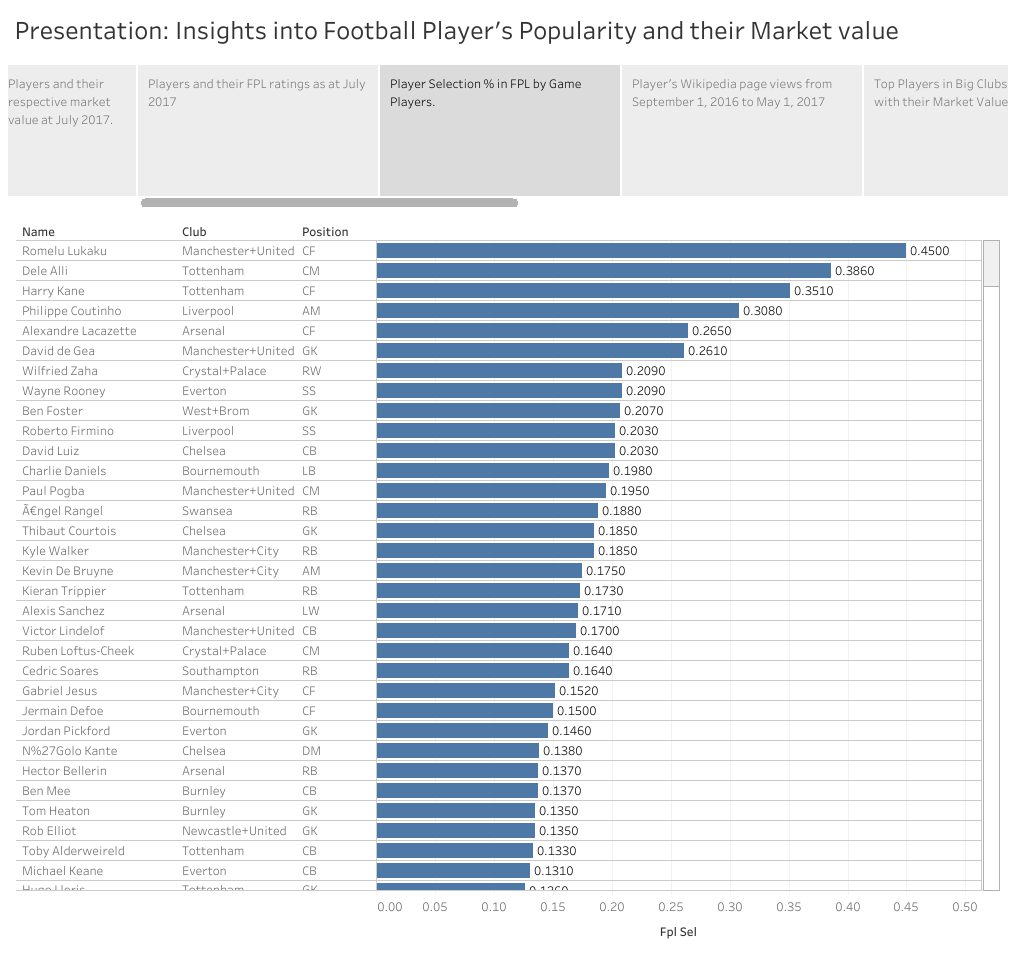 Presentation: Insights into Football Player's Popularity and their Market value
Players and their
respective market
value at July 2017.
Players and their FPL ratings as at July
2017
Player Selection % in FPL by Game
Players.
Player's Wikipedia page views from
September 1, 2016 to May 1, 2017
Top Players in Big Clubs
with their Market Value
Name Club Position
Romelu Lukaku Manchester+United CF 0.4500
Dele Alli Tottenham CM 0.3860
Harry Kane Tottenham CF 0.3510
Philippe Coutinho Liverpool AM 0.3080
Alexandre Lacazette Arsenal CF 0.2650
David de Gea Manchester+United GK 0.2610
Wilfried Zaha Crystal+Palace RW 0.2090
Wayne Rooney Everton SS 0.2090
Ben Foster West+Brom GK 0.2070
Roberto Firmino Liverpool SS 0.2030
David Luiz Chelsea CB 0.2030
Charlie Daniels Bournemouth LB 0.1980
Paul Pogba Manchester+United CM 0.1950
Ã€ngel Rangel Swansea RB 0.1880
Thibaut Courtois Chelsea GK 0.1850
Kyle Walker Manchester+City RB 0.1850
Kevin De Bruyne Manchester+City AM 0.1750
Kieran Trippier Tottenham RB 0.1730
Alexis Sanchez Arsenal LW 0.1710
Victor Lindelof Manchester+United CB 0.1700
Ruben Loftus-Cheek Crystal+Palace CM 0.1640
Cedric Soares Southampton RB 0.1640
Gabriel Jesus Manchester+City CF 0.1520
Jermain Defoe Bournemouth CF 0.1500
Jordan Pickford Everton GK 0.1460
N%27Golo Kante Chelsea DM 0.1380
Hector Bellerin Arsenal RB 0.1370
Ben Mee Burnley CB 0.1370
Tom Heaton Burnley GK 0.1350
Rob Elliot Newcastle+United GK 0.1350
Toby Alderweireld Tottenham CB 0.1330
Michael Keane Everton CB 0.1310
Hugo Lloris Tottenham GK 0.1260
0.00 0.05 0.10 0.15 0.20 0.25 0.30 0.35 0.40 0.45 0.50
Fpl Sel